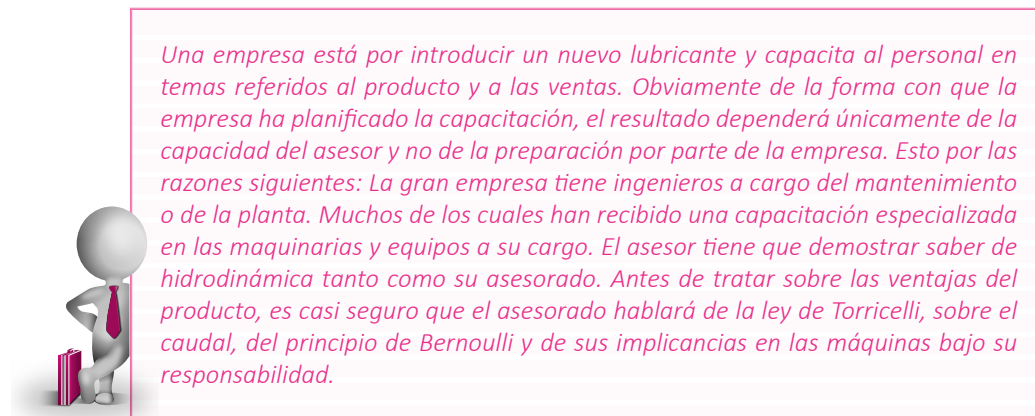 Una empresa está por introducir un nuevo lubricante y capacita al personal en
temas referidos al producto y a las ventas. Obviamente de la forma con que la
empresa ha planificado la capacitación, el resultado dependerá únicamente de la
capacidad del asesor y no de la preparación por parte de la empresa. Esto por las
razones siguientes: La gran empresa tiene ingenieros a cargo del mantenimiento
o de la planta. Muchos de los cuales han recibido una capacitación especializada
en las maquinarias y equipos a su cargo. El asesor tiene que demostrar saber de
hidrodinámica tanto como su asesorado. Antes de tratar sobre las ventajas del
producto, es casi seguro que el asesorado hablará de la ley de Torricelli, sobre el
caudal, del principio de Bernoulli y de sus implicancias en las máquinas bajo su
responsabilidad.